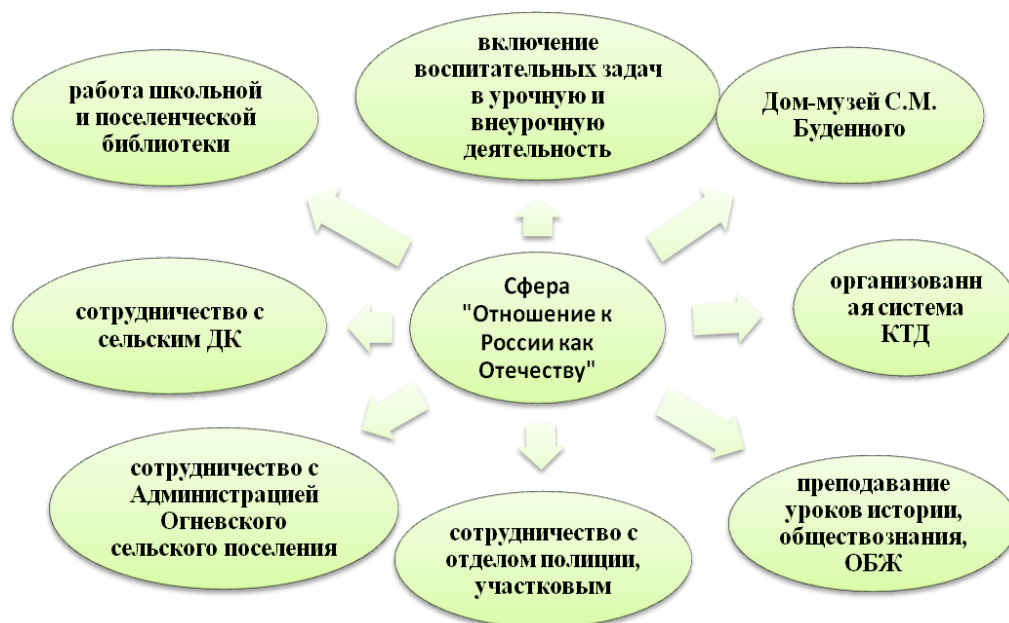 работа школьной
и поселенческой
библиотеки
включение
воспитательных задач
в урочную и
внеурочную
деятельность
Дом-музей С.М.
Буденного
сотрудничество с
сельским ДК
Сфера
"Отношение к
России как
Отечеству"
организованн
ая система
КТД
сотрудничество с
Администрацией
Огневского
сельского поселения
сотрудничество с
отделом полиции,
участковым
преподавание
уроков истории,
обществознания,
ОБЖ